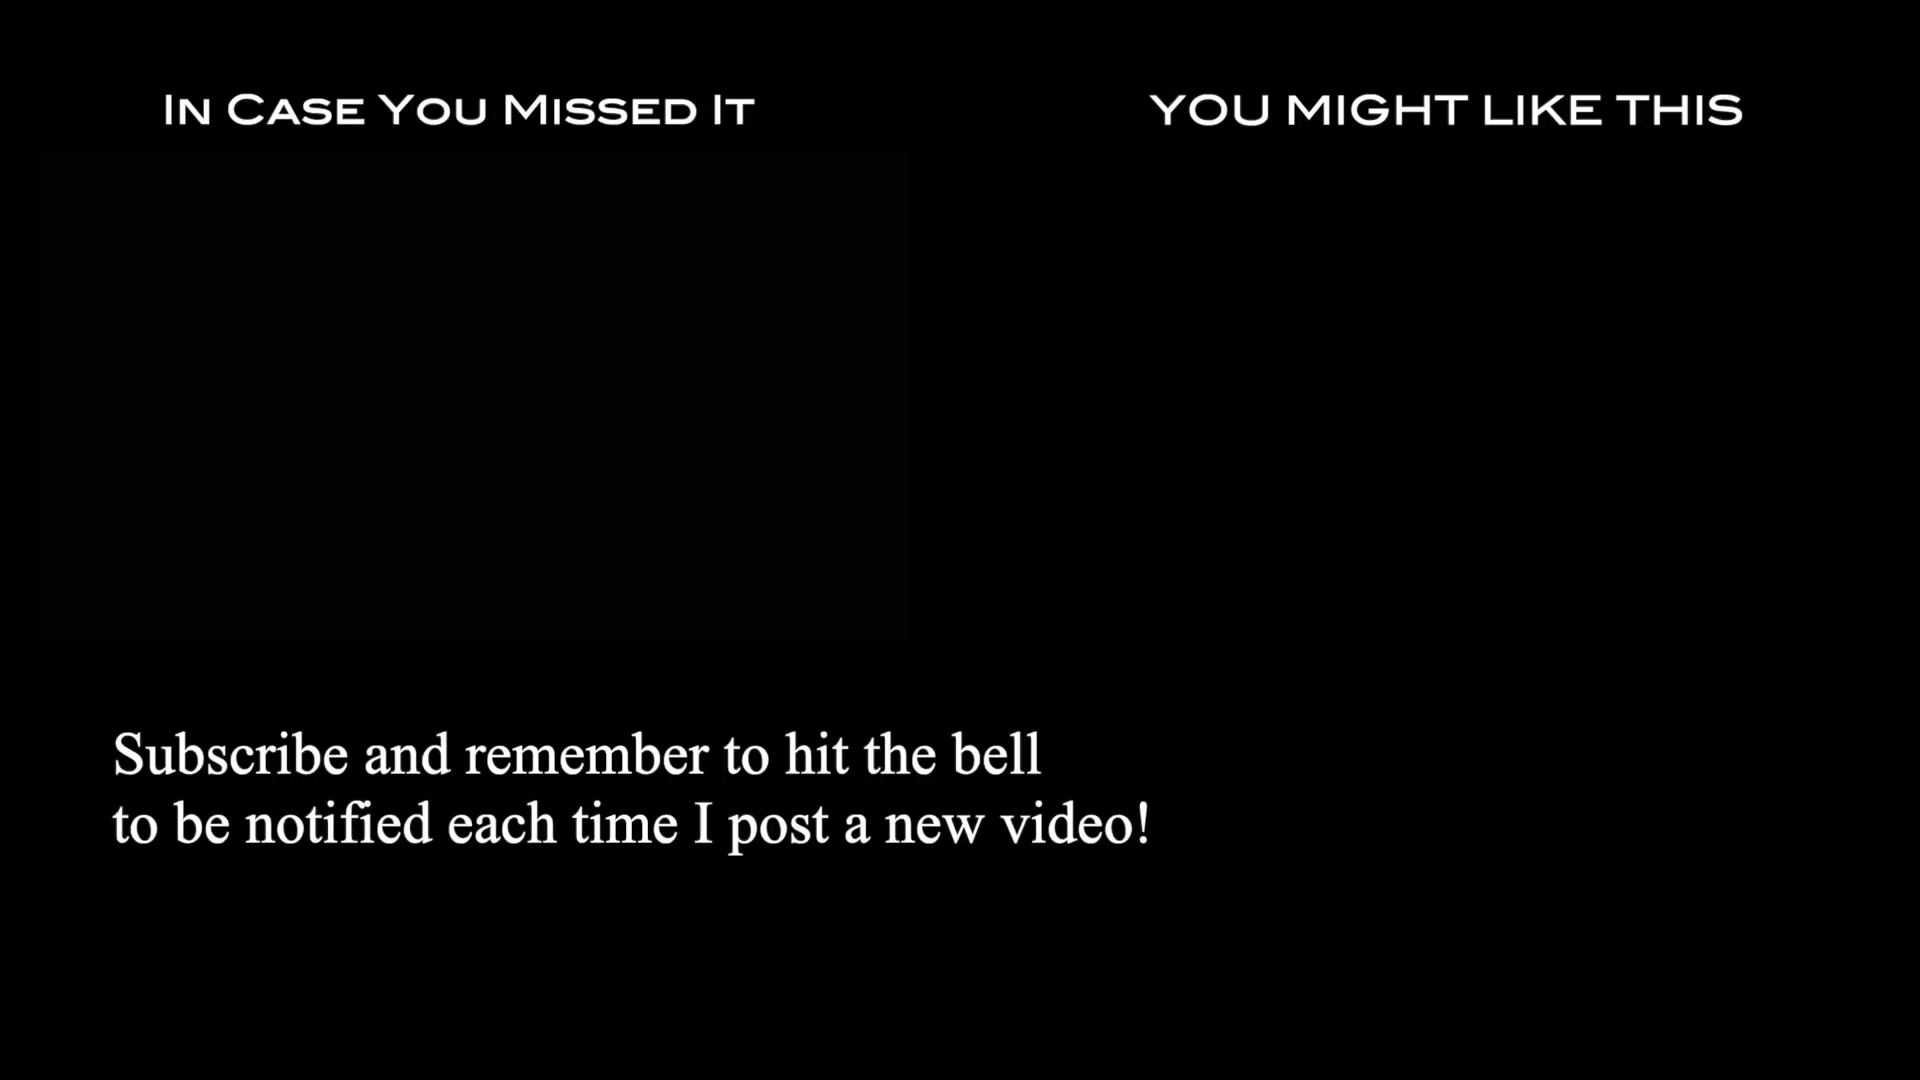 In Case You Missed It
YOU MIGHT LIKE THIS
Subscribe and remember to hit the bell
to be notified each time I post a new video!